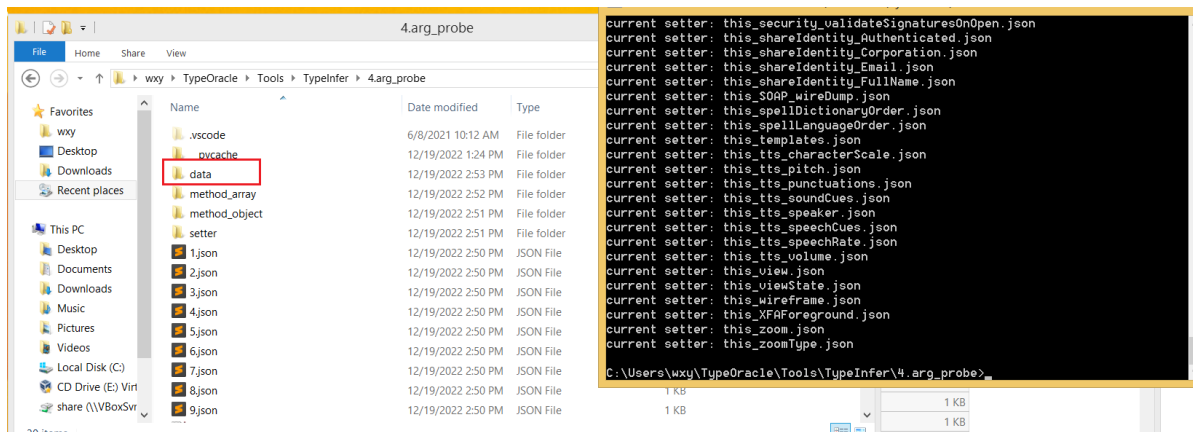 4.arg_probe
File Home Share View
wxy ▸ TypeOracle ▸ Tools ▸ TypeInfer ▸ 4.arg_probe
Name Date modified Type
Favorites
wxy
Desktop
Downloads
Recent places
This PC
Desktop
Documents
Downloads
Music
Pictures
Videos
Local Disk (C:)
CD Drive (E:) Virt
share (\\VBoxSvr
.vscode 6/8/2021 10:12 AM File folder
pycache 12/19/2022 1:24 PM File folder
data 12/19/2022 2:53 PM File folder
method_array 12/19/2022 2:52 PM File folder
method_object 12/19/2022 2:51 PM File folder
setter 12/19/2022 2:51 PM File folder
1.json 12/19/2022 2:50 PM JSON File
2.json 12/19/2022 2:50 PM JSON File
3.json 12/19/2022 2:50 PM JSON File
4.json 12/19/2022 2:50 PM JSON File
5.json 12/19/2022 2:50 PM JSON File
6.json 12/19/2022 2:50 PM JSON File
7.json 12/19/2022 2:50 PM JSON File
8.json 12/19/2022 2:50 PM JSON File 1 KB
9.json 12/19/2022 2:50 PM JSON File 1 KB
1 KB
1 KB
current setter: this_security_validateSignaturesOnOpen.json
current setter: this_shareIdentity_Authenticated.json
current setter: this_shareIdentity_Corporation.json
current setter: this_shareIdentity_Email.json
current setter: this_shareIdentity_FullName.json
current setter: this_SOAP_wireDump.json
current setter: this_spellDictionaryOrder.json
current setter: this_spellLanguageOrder.json
current setter: this_templates.json
current setter: this_tts_characterScale.json
current setter: this_tts_pitch.json
current setter: this_tts_punctuations.json
current setter: this_tts_soundCues.json
current setter: this_tts_speaker.json
current setter: this_tts_speechCues.json
current setter: this_tts_speechRate.json
current setter: this_tts_volume.json
current setter: this_view.json
current setter: this_viewState.json
current setter: this_wireframe.json
current setter: this_XFAForeground.json
current setter: this_zoom.json
current setter: this_zoomType.json
C:\Users\wxy\TypeOracle\Tools\TypeInfer\4.arg_probe>_